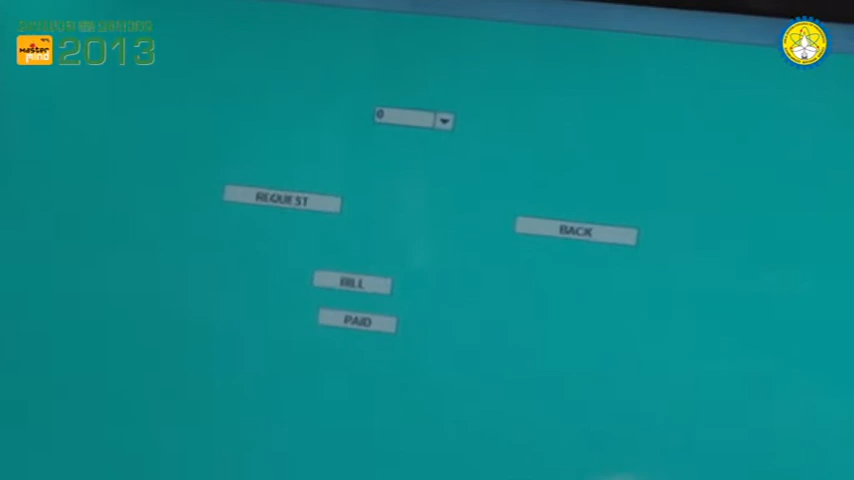 2013
Master
mind
0
REQUEST
BACK
BILL
PAID